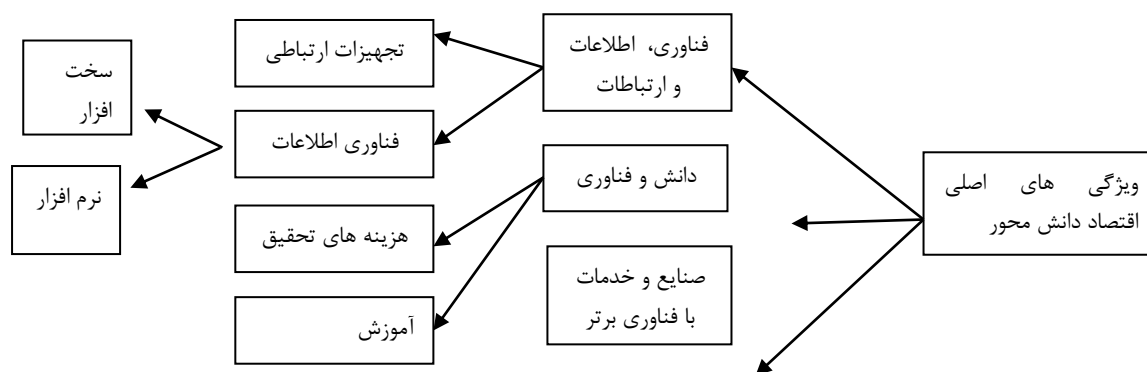 ویژگی های اصلی
اقتصاد دانش محور
فناوری، اطلاعات
و ارتباطات
دانش و فناوری
صنایع و خدمات
با فناوری برتر
تجهیزات ارتباطی
فناوری اطلاعات
هزینه های تحقیق
آموزش
سخت
افزار
نرم افزار